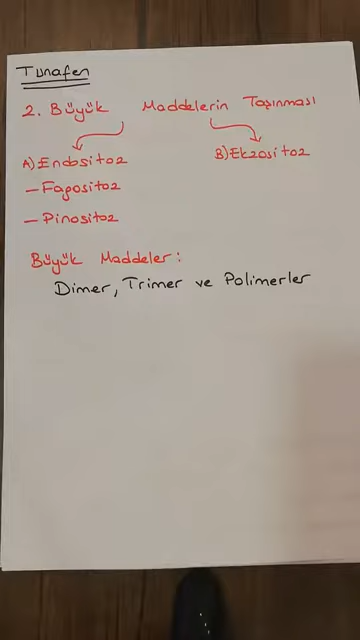 Tunafen
2. Büyük Maddelerin Taşınması
A) Endositoz
B) Ekzositoz
- Fagositoz
- Pinositoz
Büyük Maddeler:
Dimer, Trimer ve Polimerler